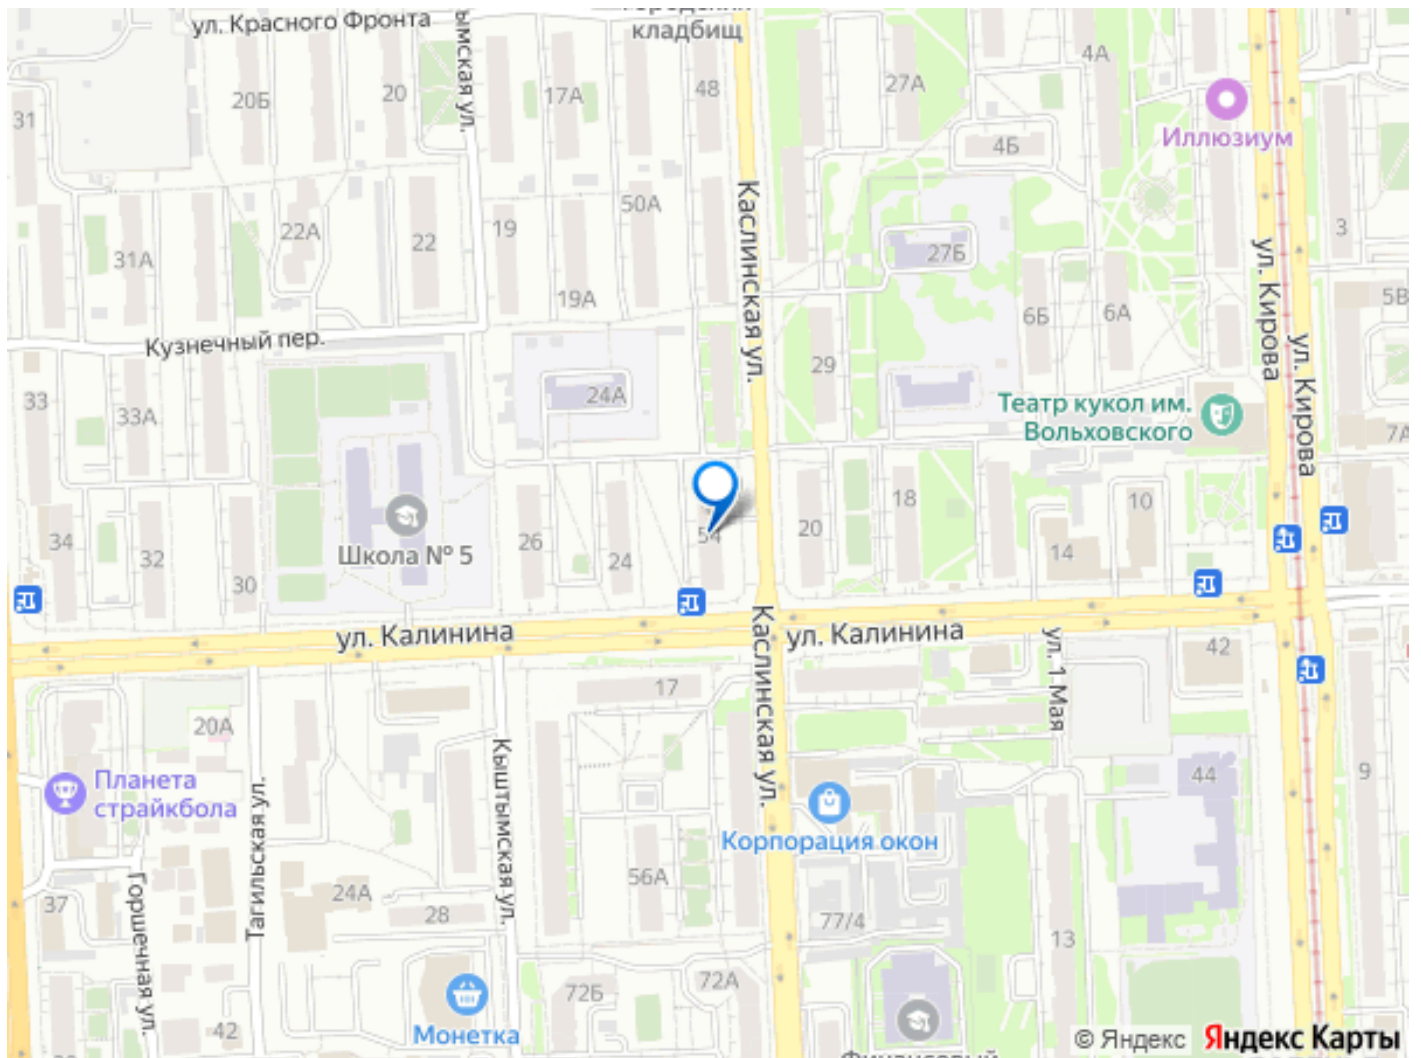 ул. Красного Фронта
кладбищ
48
27А
4А
20Б
20
17А
31
Иллюзиум
4Б
Каслинская ул.
50А
22А
22
19
31А
27Б
3
ул. Кирова
5В
19А
6Б
6А
Кузнечный пер.
29
ул. Кирова
33
33А
24А
Театр кукол им.
Вольховского
7А
18
10
20
54
34
32
30
Школа № 5
26
24
14
ул. Калинина
Каслинская ул.
ул. Калинина
ул. 1 Мая
42
17
20А
Планета
страйкбола
Тагильская ул.
Кыштымская ул.
44
9
Корпорация окон
56А
24А
28
37
Горшечная ул.
77/4
13
72Б
72А
42
Монетка
© Яндекс Яндекс Карты